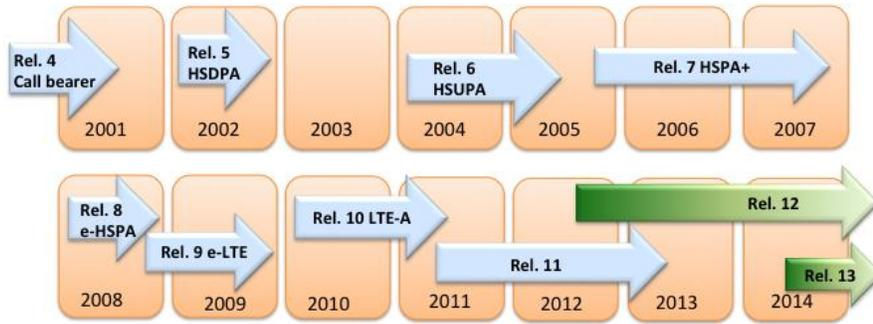 Rel. 4
Call bearer
Rel. 5
HSDPA
Rel. 6
HSUPA
Rel. 7 HSPA+
2001
2002
2003
2004
2005
2006
2007
Rel. 8
e-HSPA
Rel. 9 e-LTE
Rel. 10 LTE-A
Rel. 11
Rel. 12
Rel. 13
2008
2009
2010
2011
2012
2013
2014